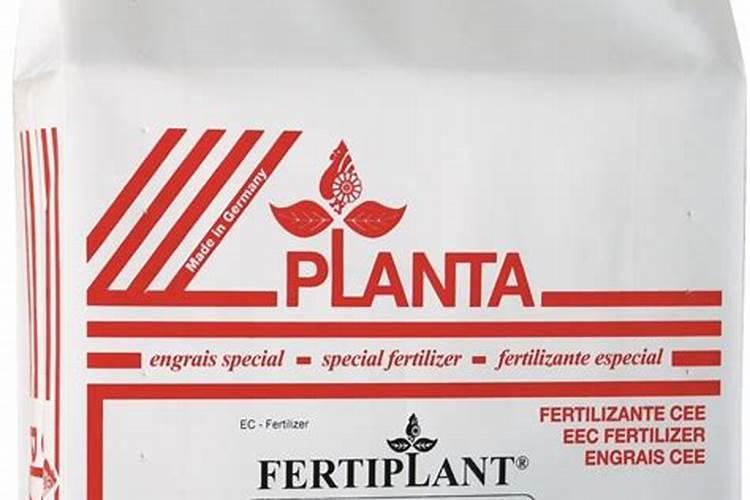 Made in Germany
PLANTA
engrais special - special fertilizer - fertilizante especial
EC - Fertilizer
FERTILIZANTE CEE
EEC FERTILIZER
ENGRAIS CEE
FERTIPLANT®